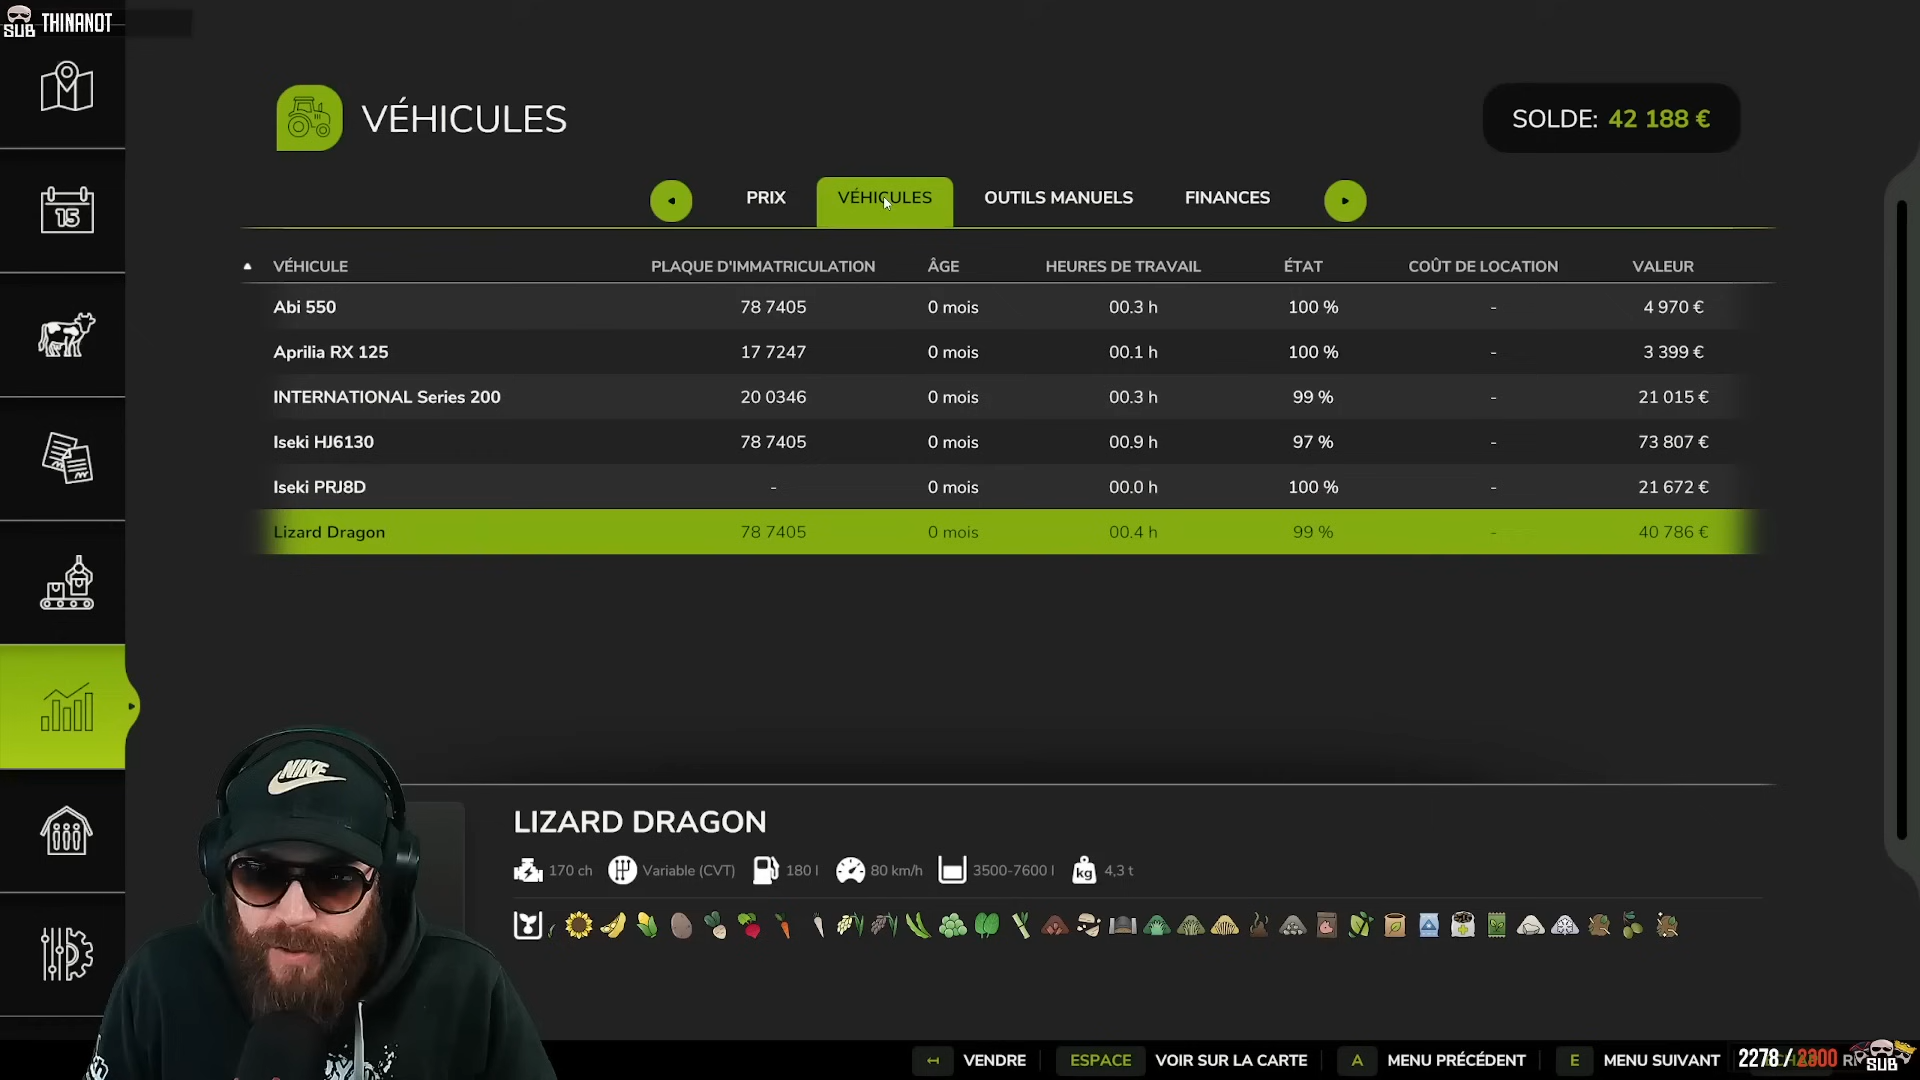 SUB THINANOT
VÉHICULES
SOLDE: 42 188 €
PRIX VÉHICULES OUTILS MANUELS FINANCES
VÉHICULE PLAQUE D'IMMATRICULATION ÂGE HEURES DE TRAVAIL ÉTAT COÛT DE LOCATION VALEUR
Abi 550 78 7405 0 mois 00.3 h 100 % - 4 970 €
Aprilia RX 125 17 7247 0 mois 00.1 h 100 % - 3 399 €
INTERNATIONAL Series 200 20 0346 0 mois 00.3 h 99 % - 21 015 €
Iseki HJ6130 78 7405 0 mois 00.9 h 97 % - 73 807 €
Iseki PRJ8D - 0 mois 00.0 h 100 % - 21 672 €
Lizard Dragon 78 7405 0 mois 00.4 h 99 % - 40 786 €
15
NIKE
LIZARD DRAGON
170 ch Variable (CVT) 180 l 80 km/h 3500-7600 l kg 4,3 t
VENDRE ESPACE VOIR SUR LA CARTE A MENU PRÉCÉDENT E MENU SUIVANT 2278 / 2300 SUB